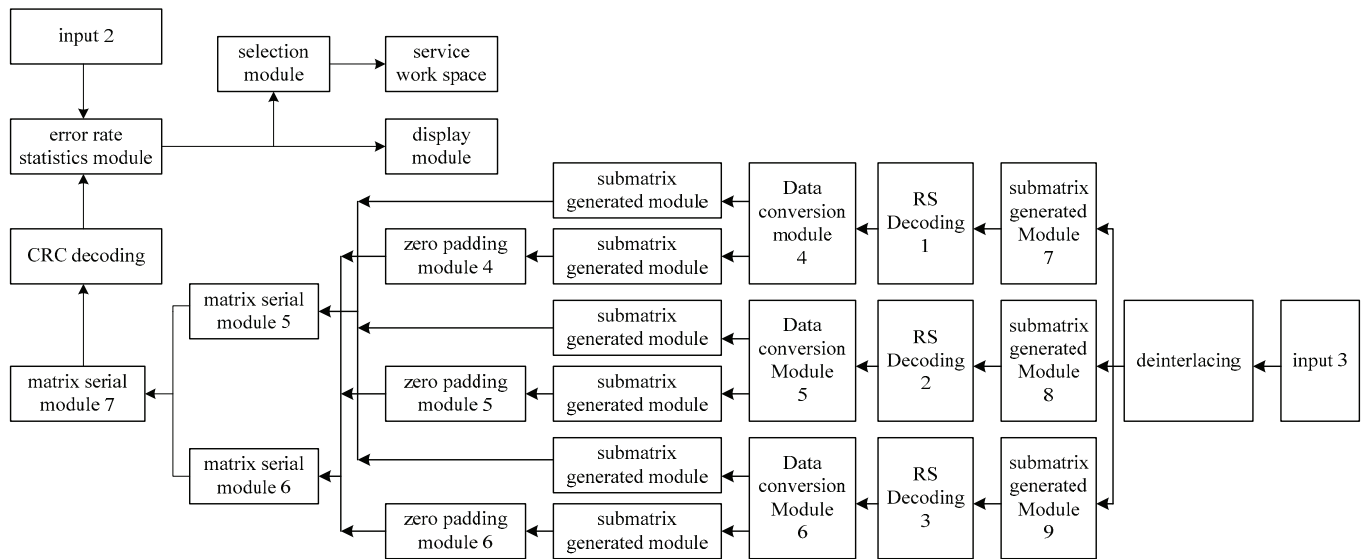 input 2
selection
module
service
work space
error rate
statistics module
display
module
CRC decoding
matrix serial
module 7
matrix serial
module 5
matrix serial
module 6
zero padding
module 4
zero padding
module 5
zero padding
module 6
submatrix
generated module
submatrix
generated module
submatrix
generated module
submatrix
generated module
submatrix
generated module
submatrix
generated module
Data
conversion
module
4
Data
conversion
Module
5
Data
conversion
Module
6
RS
Decoding
1
RS
Decoding
2
RS
Decoding
3
submatrix
generated
Module
7
submatrix
generated
Module
8
submatrix
generated
Module
9
deinterlacing
input 3